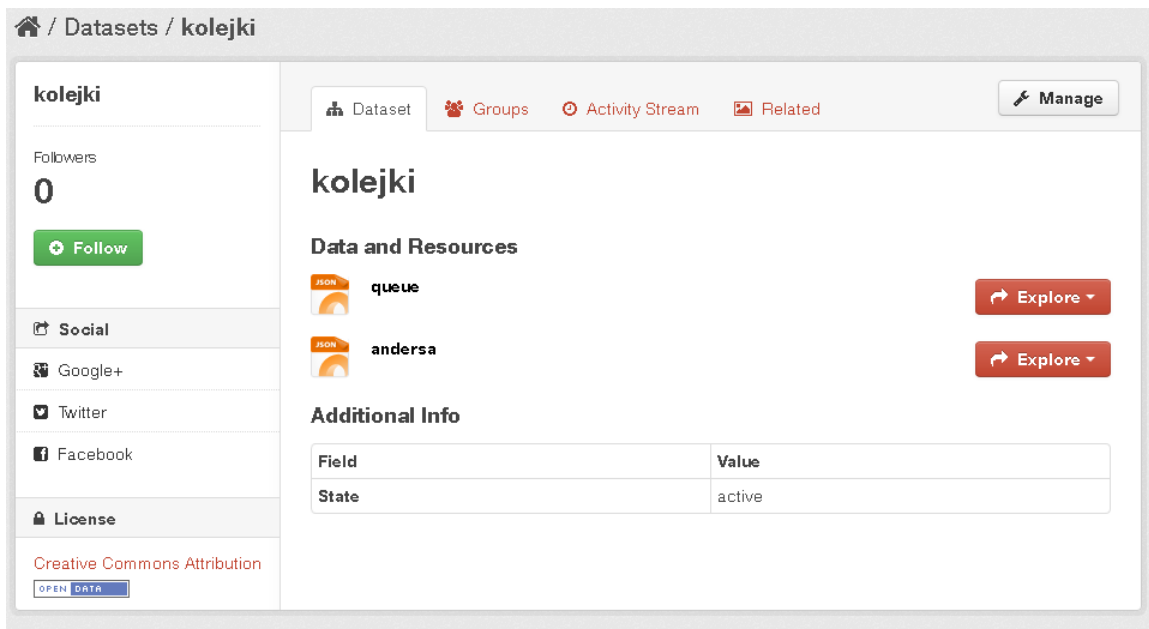 / Datasets / kolejki
kolejki
Followers
0
Follow
Social
Google+
Twitter
Facebook
License
Creative Commons Attribution
OPEN DATA
Dataset
Groups
Activity Stream
Related
Manage
kolejki
Data and Resources
JSON
queue
Explore
JSON
andersa
Explore
Additional Info
Field Value
State active